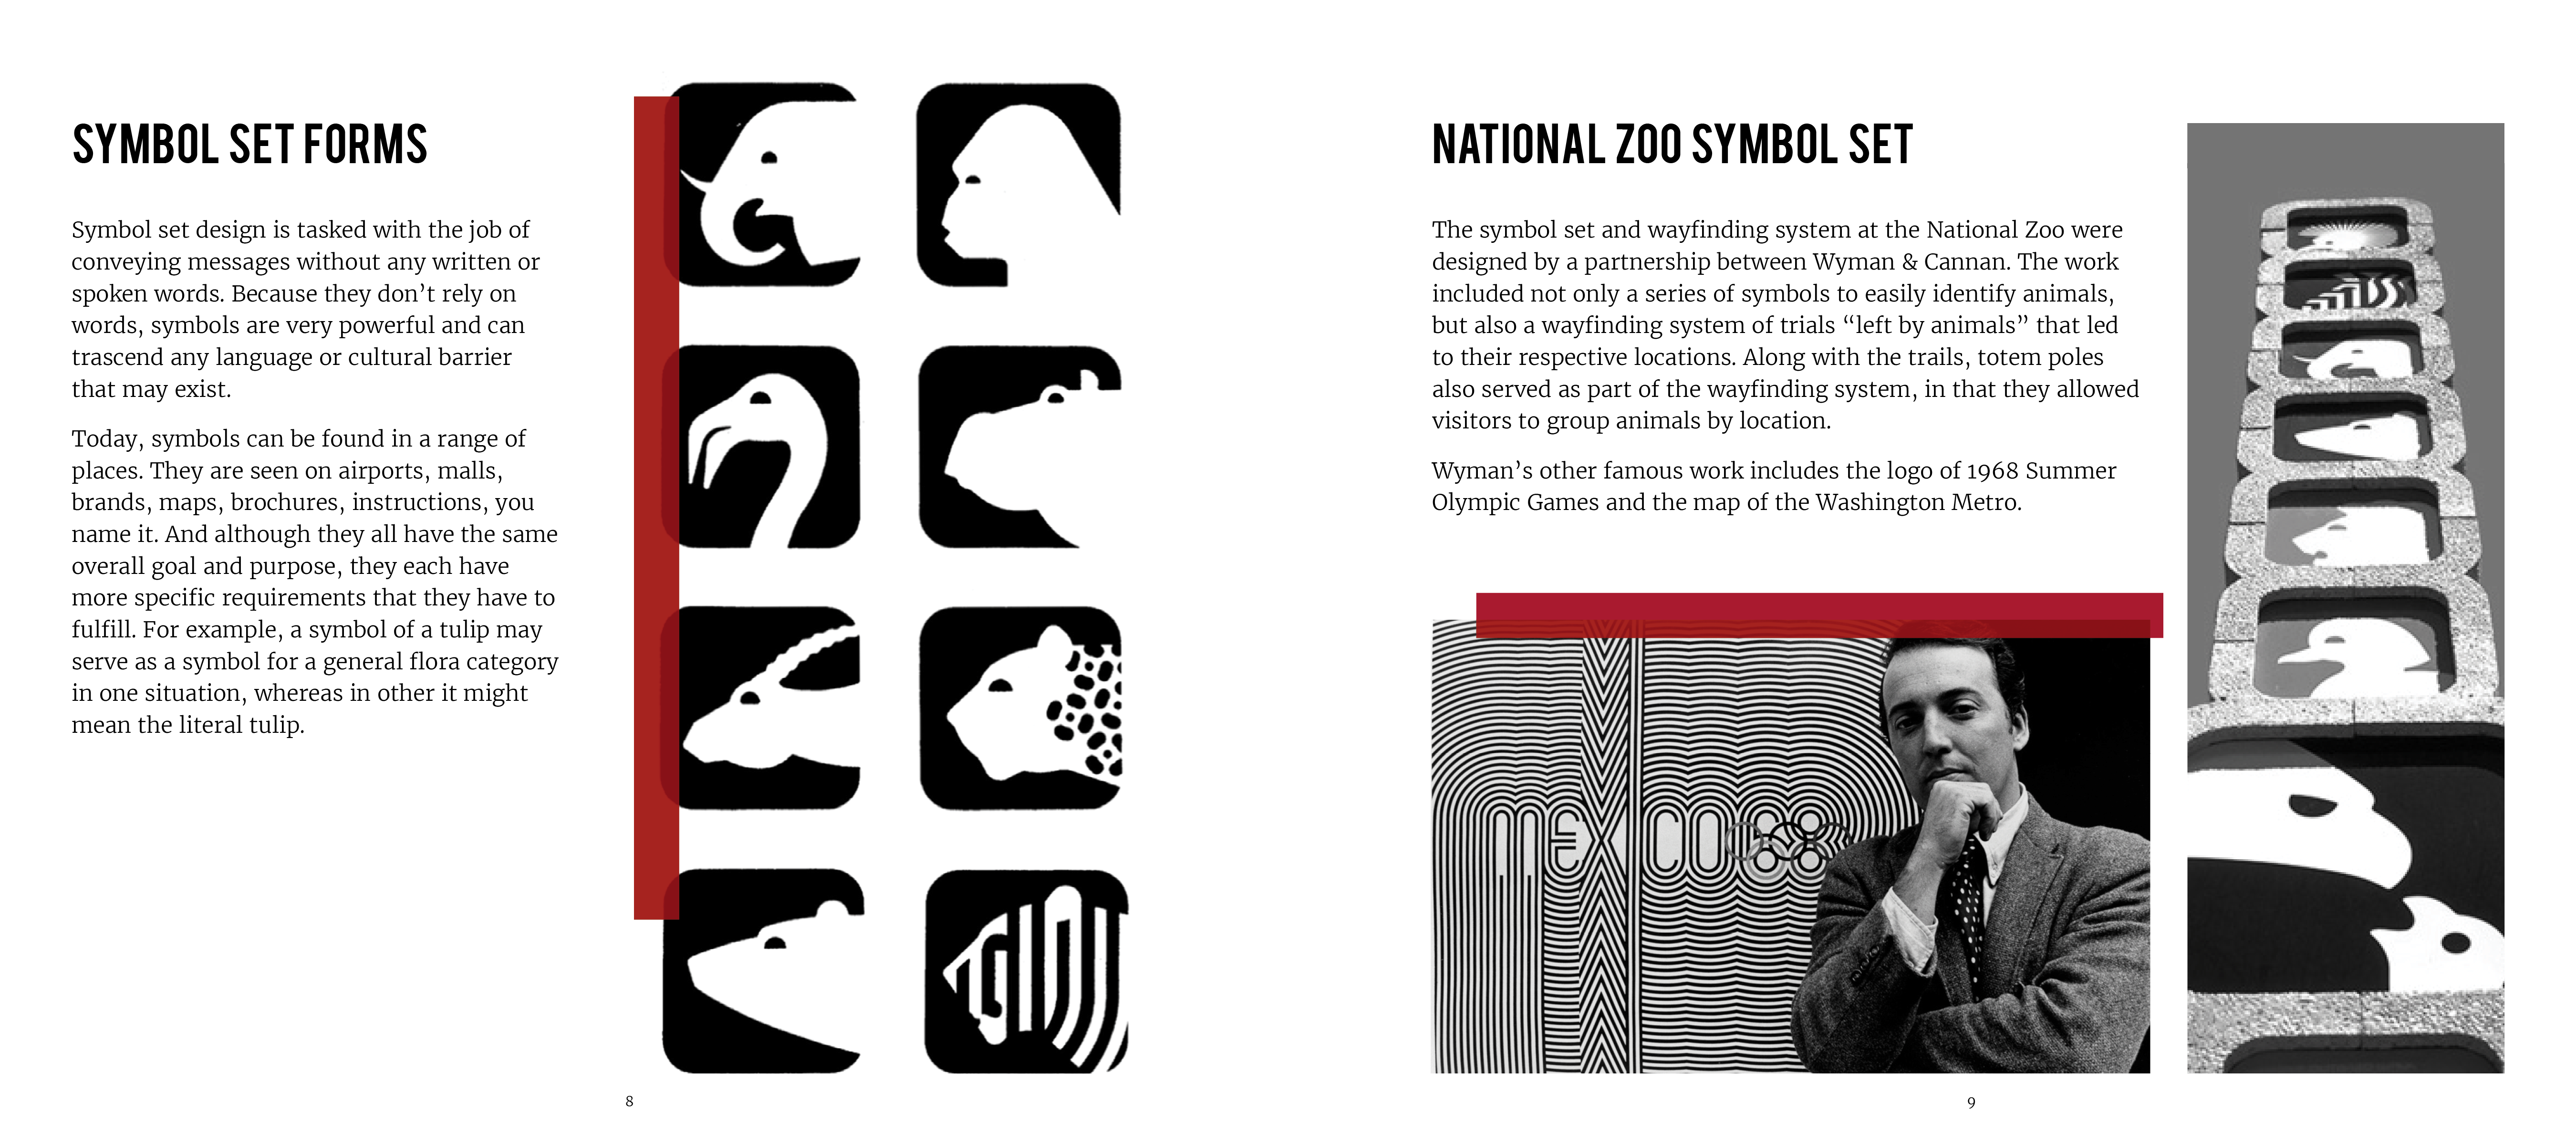 SYMBOL SET FORMS
Symbol set design is tasked with the job of
conveying messages without any written or
spoken words. Because they don’t rely on
words, symbols are very powerful and can
trascend any language or cultural barrier
that may exist.
Today, symbols can be found in a range of
places. They are seen on airports, malls,
brands, maps, brochures, instructions, you
name it. And although they all have the same
overall goal and purpose, they each have
more specific requirements that they have to
fulfill. For example, a symbol of a tulip may
serve as a symbol for a general flora category
in one situation, whereas in other it might
mean the literal tulip.
8
NATIONAL ZOO SYMBOL SET
The symbol set and wayfinding system at the National Zoo were
designed by a partnership between Wyman & Cannan. The work
included not only a series of symbols to easily identify animals,
but also a wayfinding system of trials “left by animals” that led
to their respective locations. Along with the trails, totem poles
also served as part of the wayfinding system, in that they allowed
visitors to group animals by location.
Wyman’s other famous work includes the logo of 1968 Summer
Olympic Games and the map of the Washington Metro.
MEXICO68
9